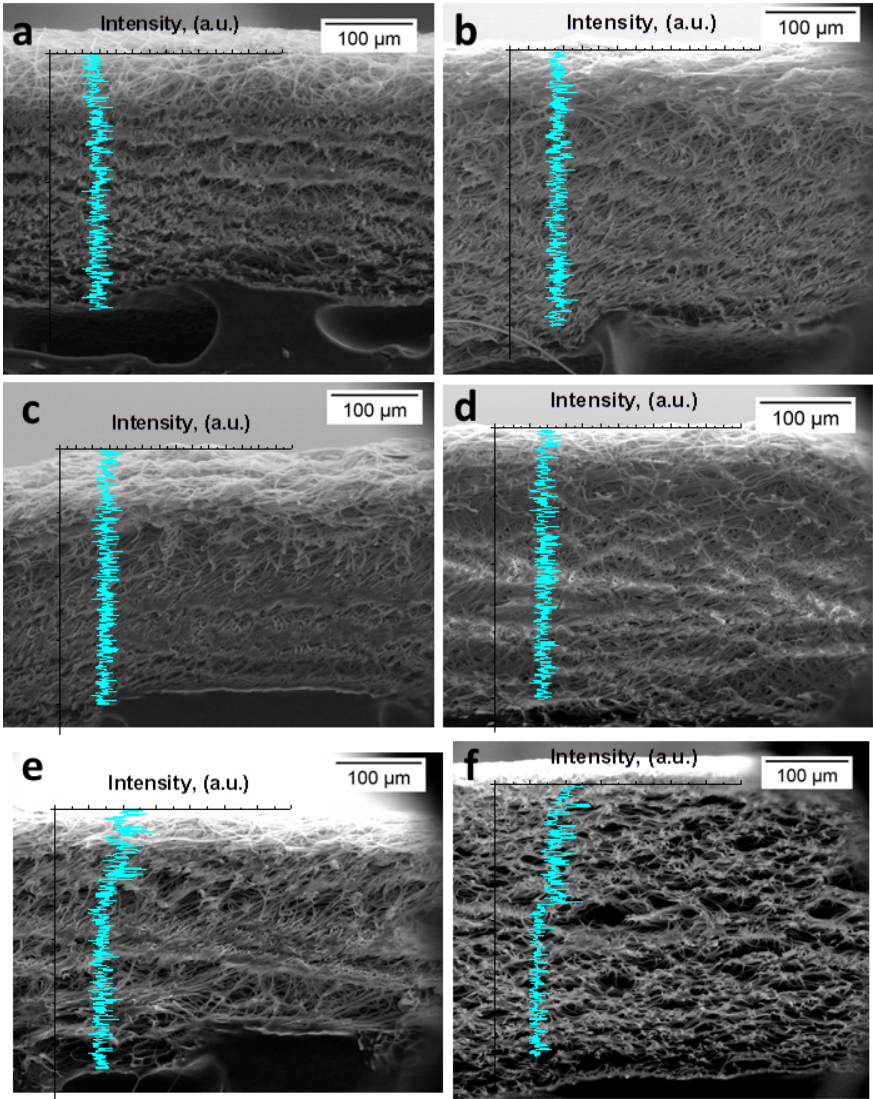 a
Intensity, (a.u.)
100 µm
b
Intensity, (a.u.)
100 µm
c
Intensity, (a.u.)
100 µm
d
Intensity, (a.u.)
100 µm
e
Intensity, (a.u.)
100 µm
f
Intensity, (a.u.)
100 µm